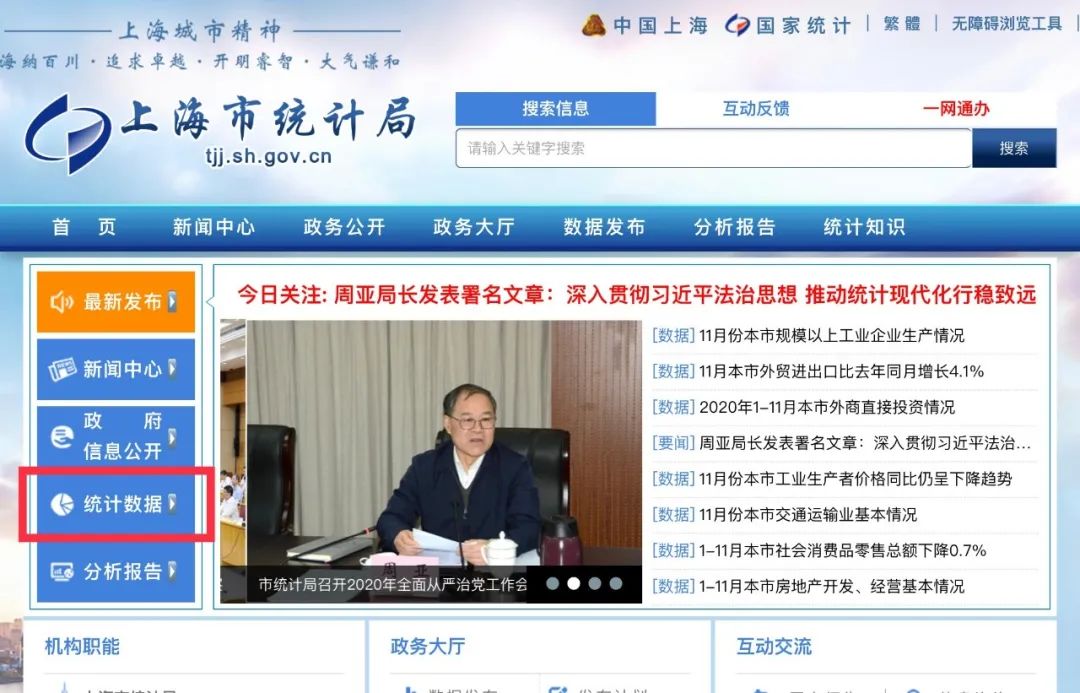 上海城市精神
海纳百川·追求卓越·开明睿智·大气谦和
中国上海
国家统计
繁體
无障碍浏览工具
上海市统计局
tjj.sh.gov.cn
搜索信息
互动反馈
一网通办
请输入关键字搜索
搜索
首 页
新闻中心
政务公开
政务大厅
数据发布
分析报告
统计知识
最新发布
新闻中心
政 府
信息公开
统计数据
分析报告
今日关注: 周亚局长发表署名文章：深入贯彻习近平法治思想 推动统计现代化行稳致远
周 亚
市统计局召开2020年全面从严治党工作会
[数据] 11月份本市规模以上工业企业生产情况
[数据] 11月本市外贸进出口比去年同月增长4.1%
[数据] 2020年1-11月本市外商直接投资情况
[要闻] 周亚局长发表署名文章：深入贯彻习近平法治...
[数据] 11月份本市工业生产者价格同比仍呈下降趋势
[数据] 11月份本市交通运输业基本情况
[数据] 1-11月本市社会消费品零售总额下降0.7%
[数据] 1-11月本市房地产开发、经营基本情况
机构职能
政务大厅
互动交流
上海市统计局
数据发布
发布计划